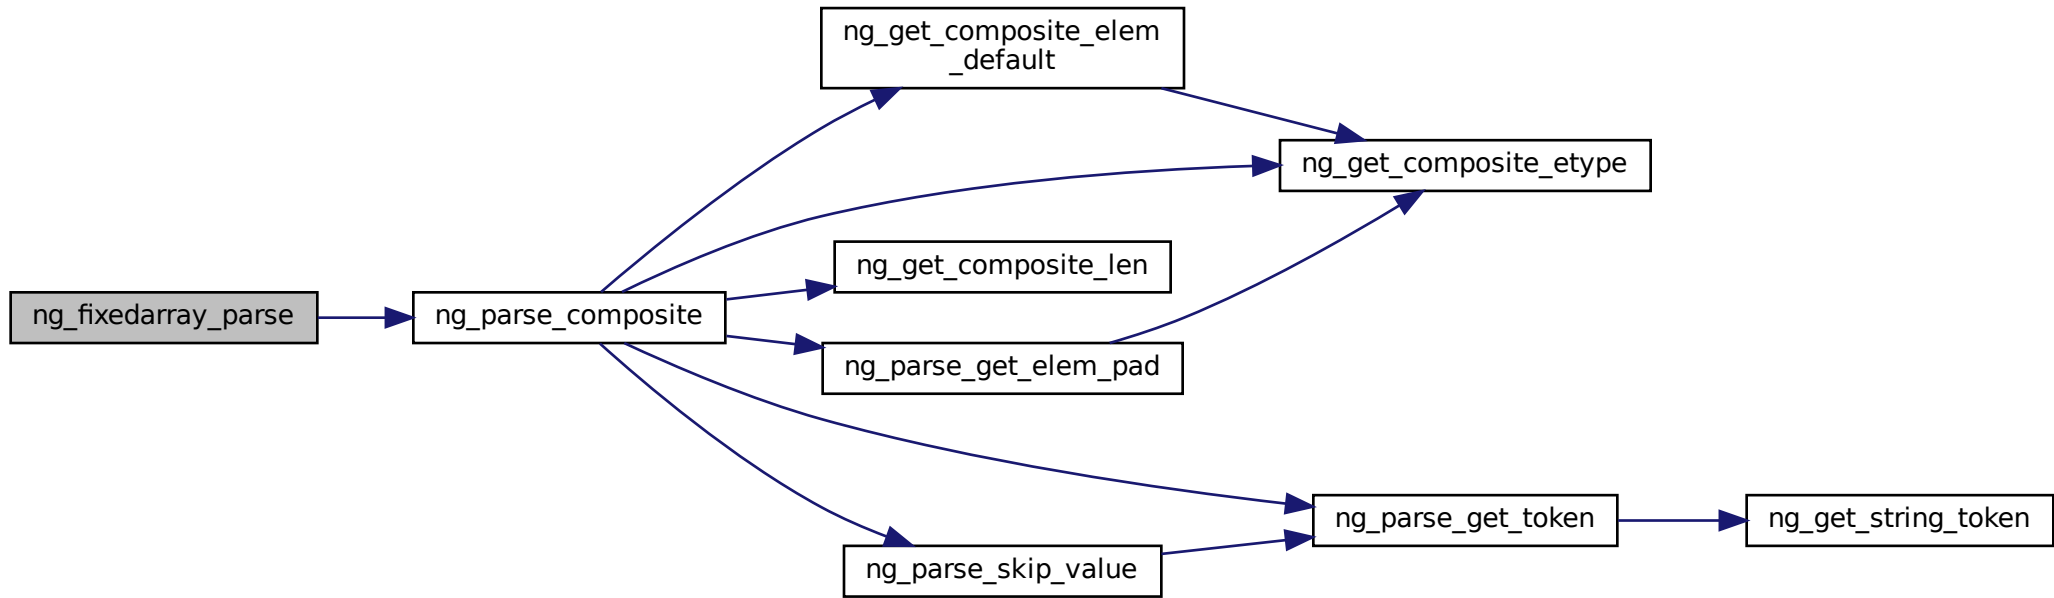 ng_fixedarray_parse
ng_parse_composite
ng_get_composite_elem
_default
ng_get_composite_etype
ng_get_composite_len
ng_parse_get_elem_pad
ng_parse_get_token
ng_get_string_token
ng_parse_skip_value